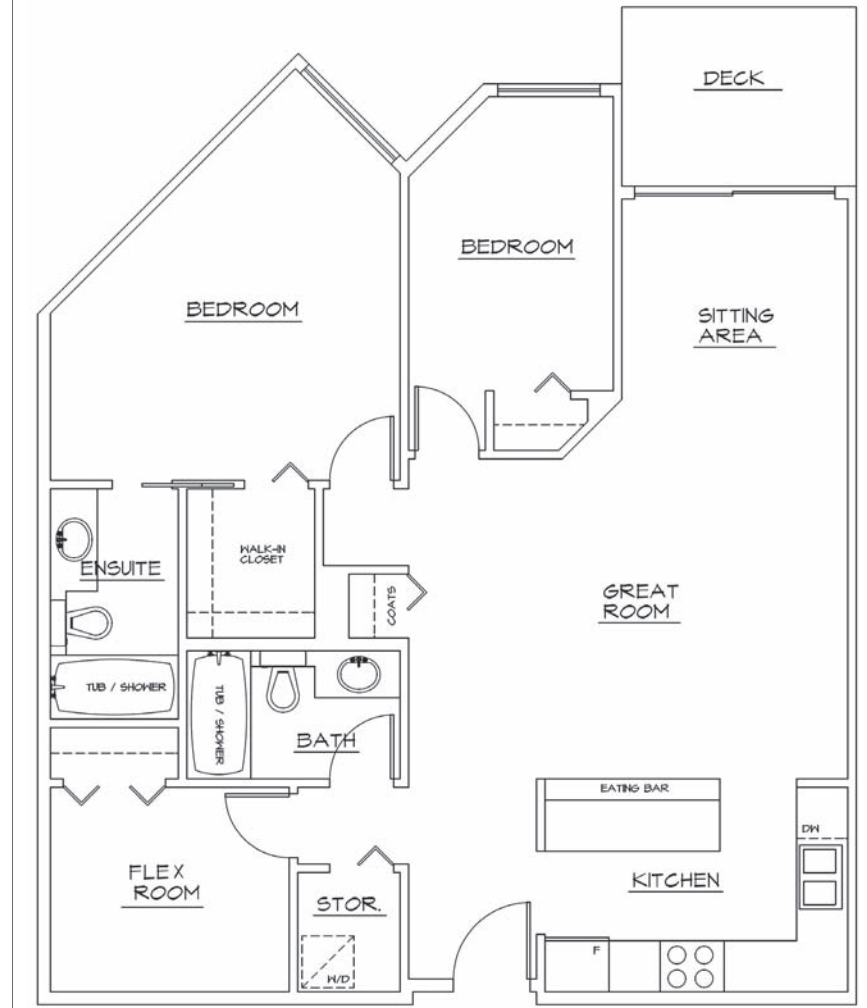 DECK
BEDROOM
BEDROOM
SITTING
AREA
WALK-IN
CLOSET
ENSUITE
COATS
GREAT
ROOM
TUB / SHOWER
TUB / SHOWER
BATH
EATING BAR
DW
FLEX
ROOM
KITCHEN
STOR.
F
W/D